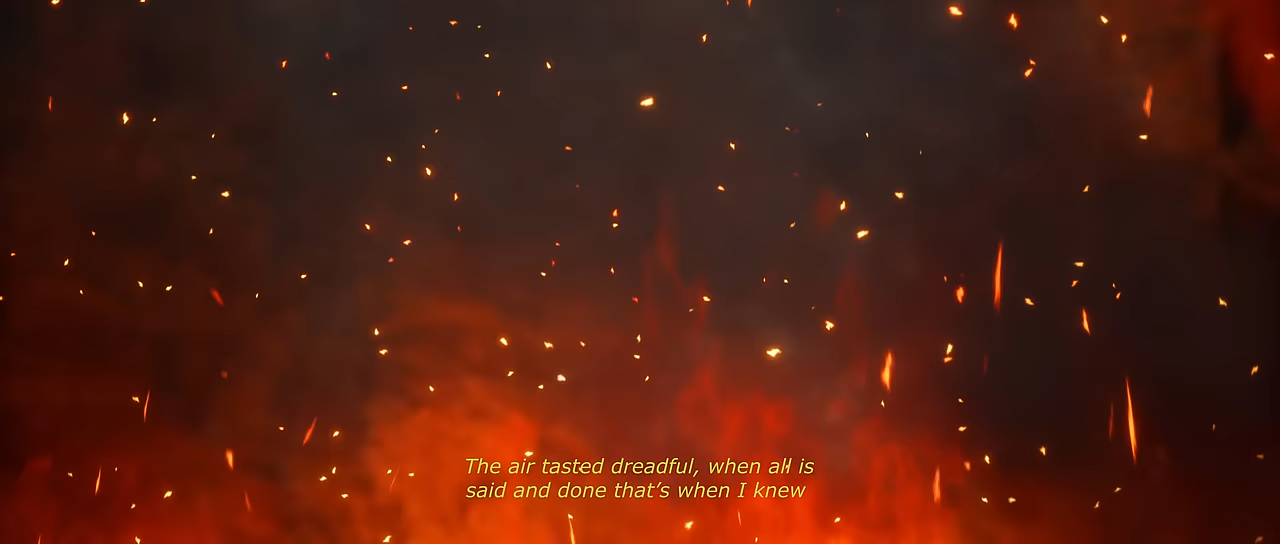 The air tasted dreadful, when all is
said and done that’s when I knew